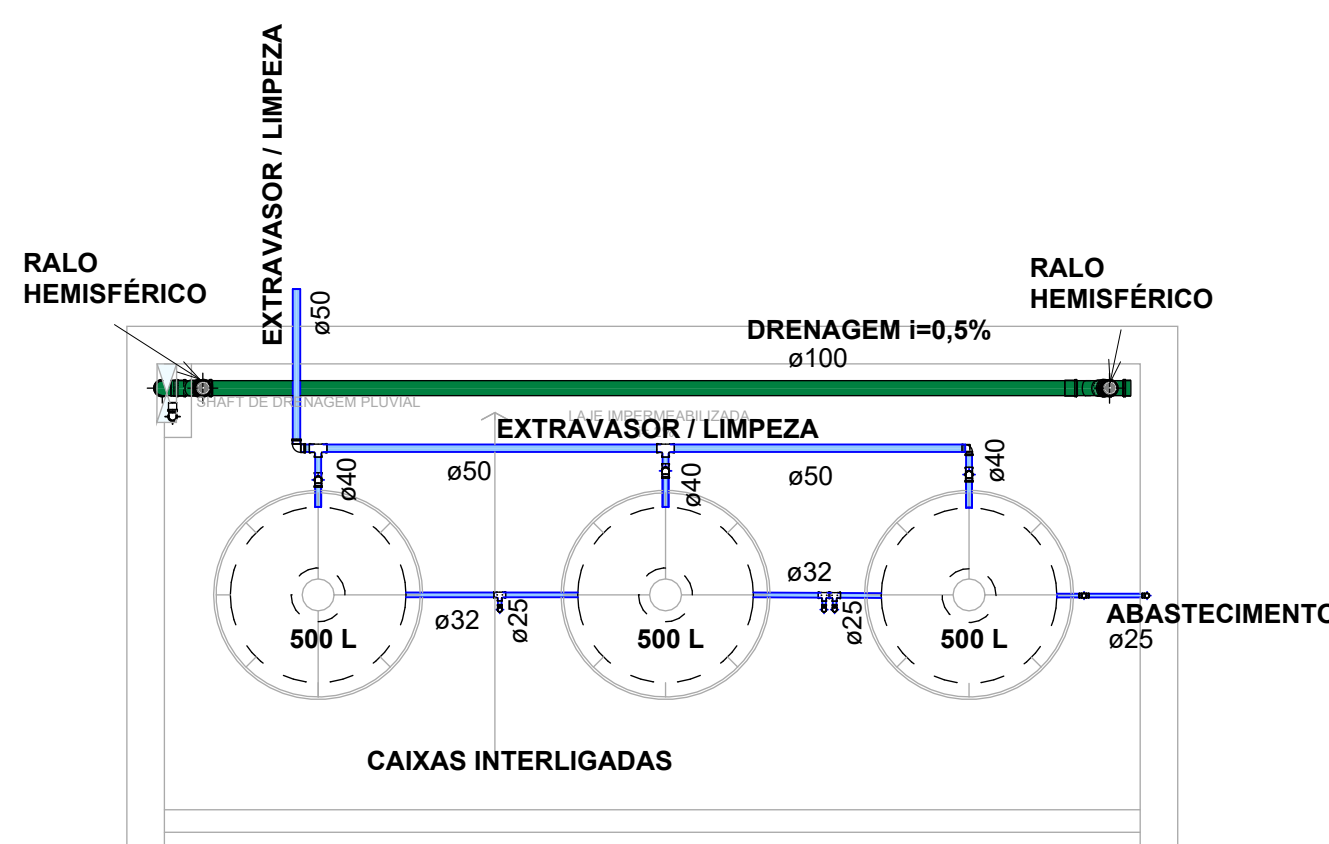 EXTRAVASOR / LIMPEZA
ø50
RALO
HEMISFÉRICO
RALO
HEMISFÉRICO
DRENAGEM i=0,5%
ø100
SHAFT DE DRENAGEM PLUVIAL
LAJE IMPERMEABILIZADA
EXTRAVASOR / LIMPEZA
ø40
ø50
ø40
ø50
ø40
ø32
ø32
ø25
ø25
ABASTECIMENTO
ø25
500 L
500 L
500 L
CAIXAS INTERLIGADAS